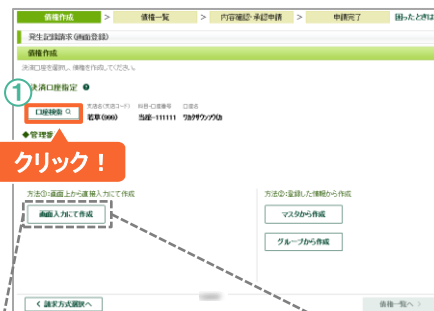 債権作成 > 債権一覧 > 内容確認・承認申請 > 申請完了 困ったときは
発生記録請求(画面登録)
債権作成
決済口座を選択し、債権を作成してください。
① 決済口座指定
支店名(支店コード) 科目・口座番号 口座名
口座検索 若草(006) 当座-111111
◆管理番
クリック!
方法①:画面上から直接入力にて作成 方法②:登録した情報から作成
画面入力にて作成 マスタから作成
グループから作成
< 請求方式選択へ 債権一覧へ >